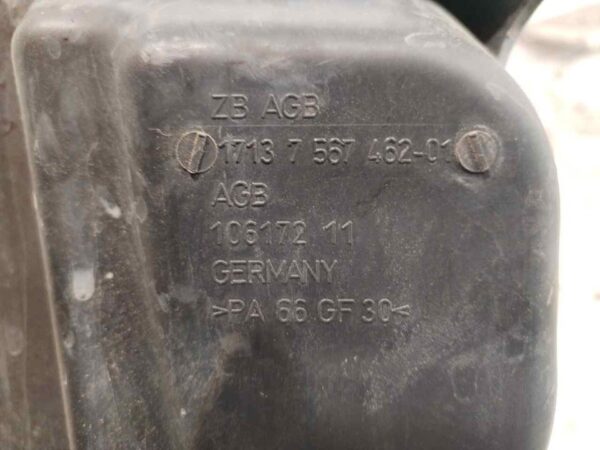 ZB AGB
1713 7 567 462-01
AGB
106172 11
GERMANY
>PA 66 GF 30<